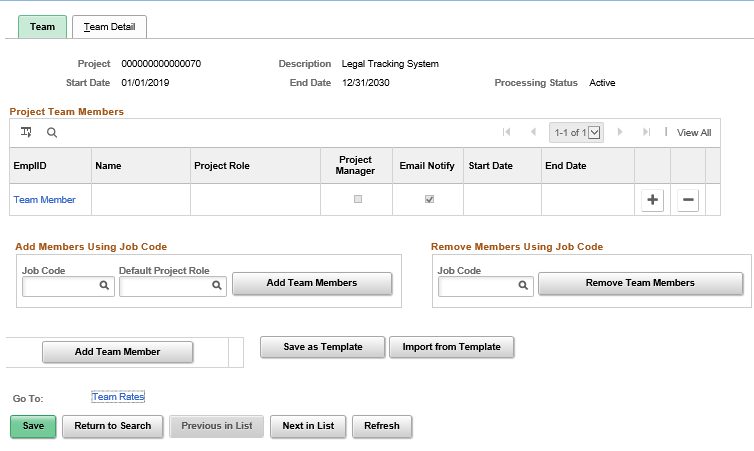 Team Team Detail
Project 000000000000070 Description Legal Tracking System
Start Date 01/01/2019 End Date 12/31/2030 Processing Status Active
Project Team Members
1-1 of 1 View All
EmplID Name Project Role Project Manager Email Notify Start Date End Date
Team Member
Add Members Using Job Code Remove Members Using Job Code
Job Code Default Project Role Add Team Members Job Code Remove Team Members
Add Team Member Save as Template Import from Template
Go To: Team Rates
Save Return to Search Previous in List Next in List Refresh